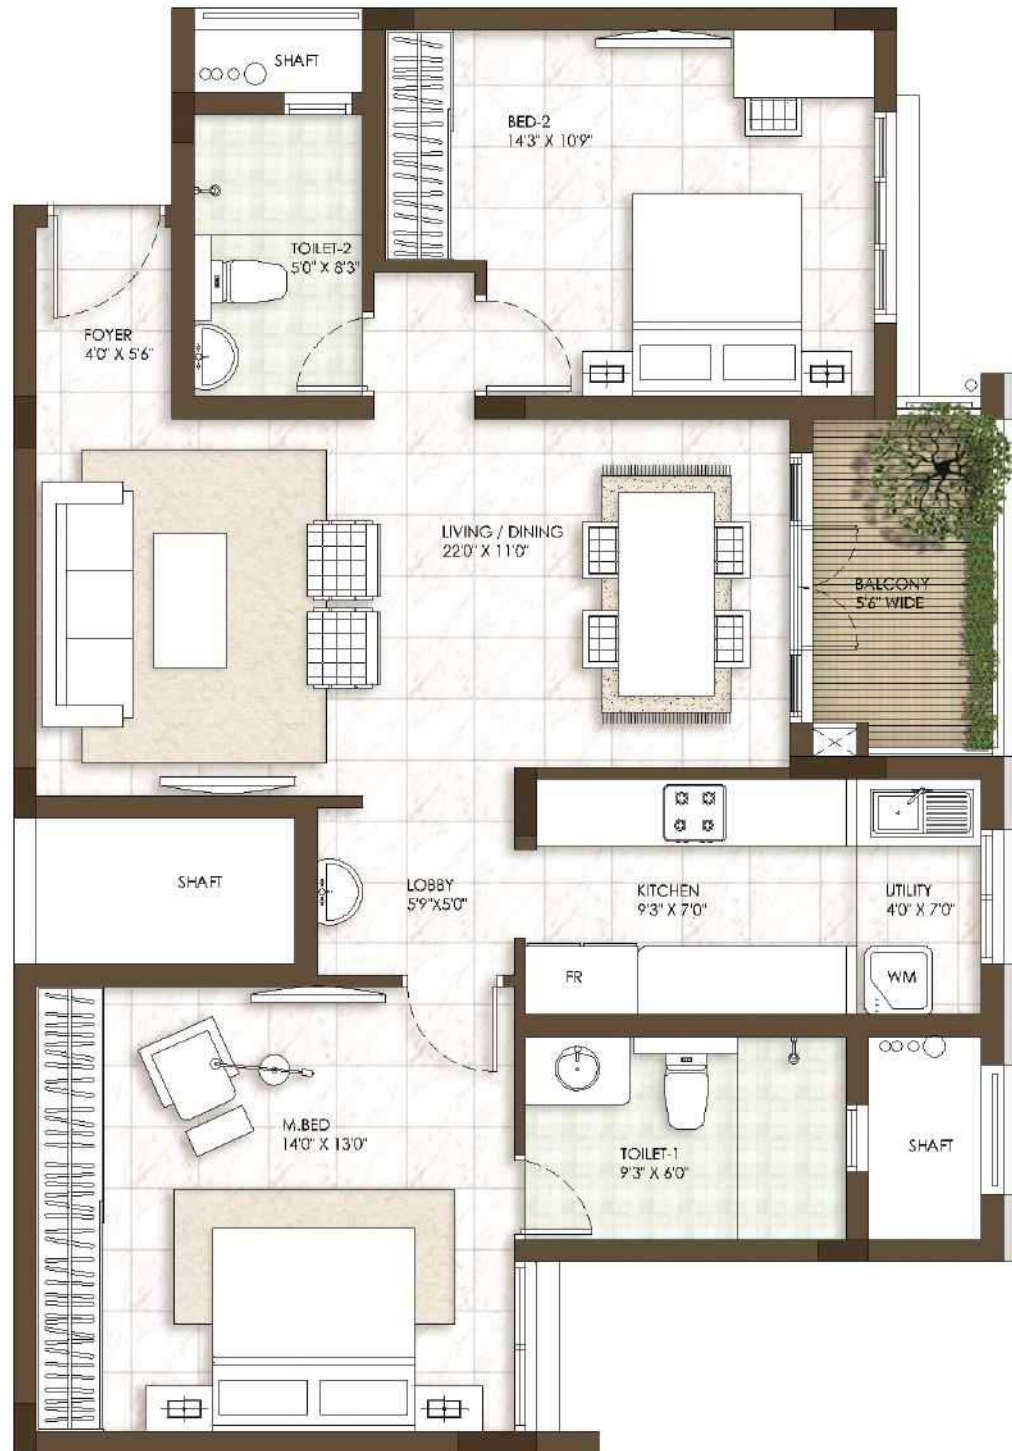 SHAFT
BED-2
14'3" X 10'9"
TOILET-2
5'0" X 8'3"
FOYER
4'0" X 5'6"
LIVING / DINING
22'0" X 11'0"
BALCONY
5'6" WIDE
SHAFT
LOBBY
5'9"X5'0"
KITCHEN
9'3" X 7'0"
UTILITY
4'0" X 7'0"
FR
WM
M.BED
14'0" X 13'0"
TOILET-1
9'3" X 6'0"
SHAFT